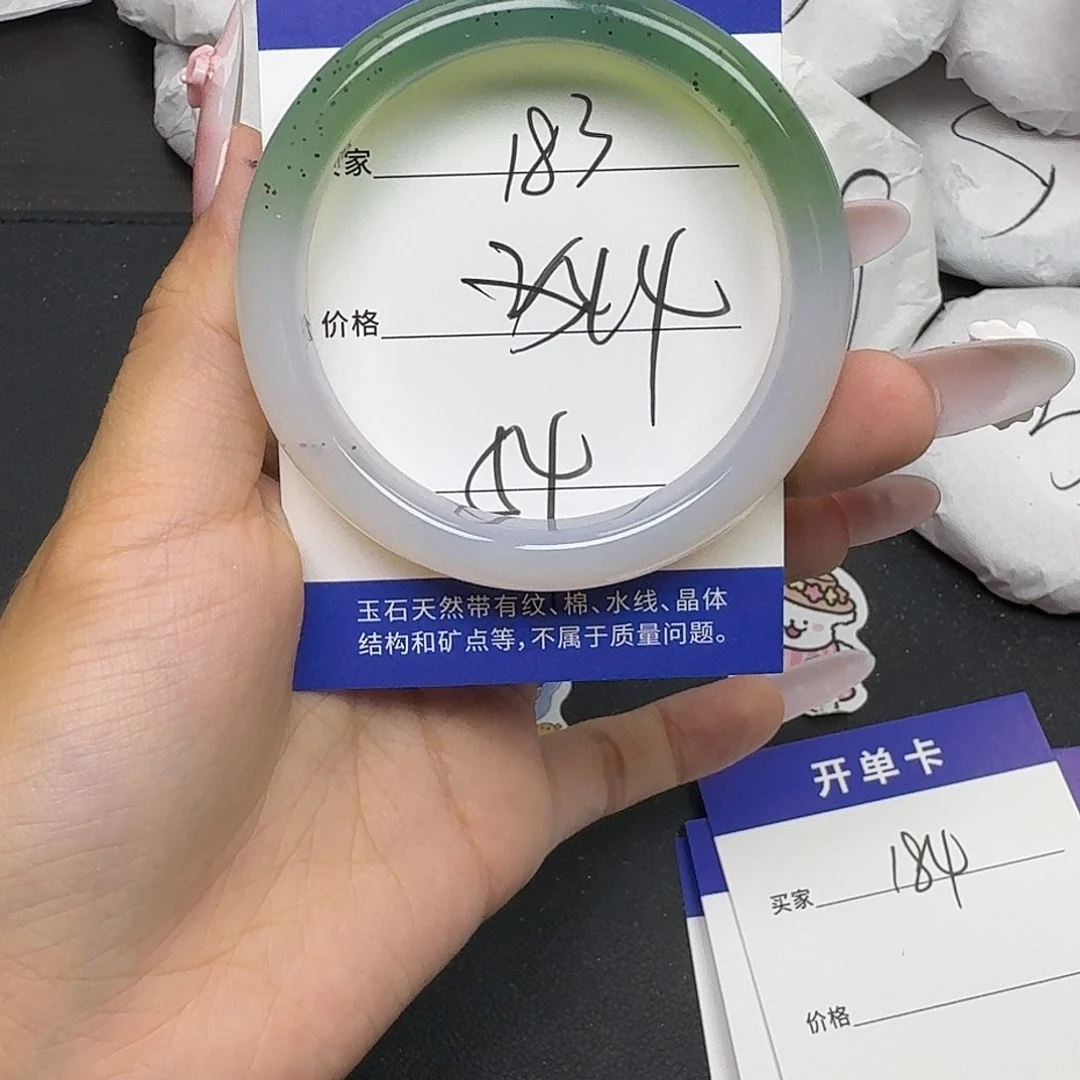 家 183
价格
54
玉石天然带有纹、棉、水线、晶体
结构和矿点等,不属于质量问题。
开单卡
买家 184
价格